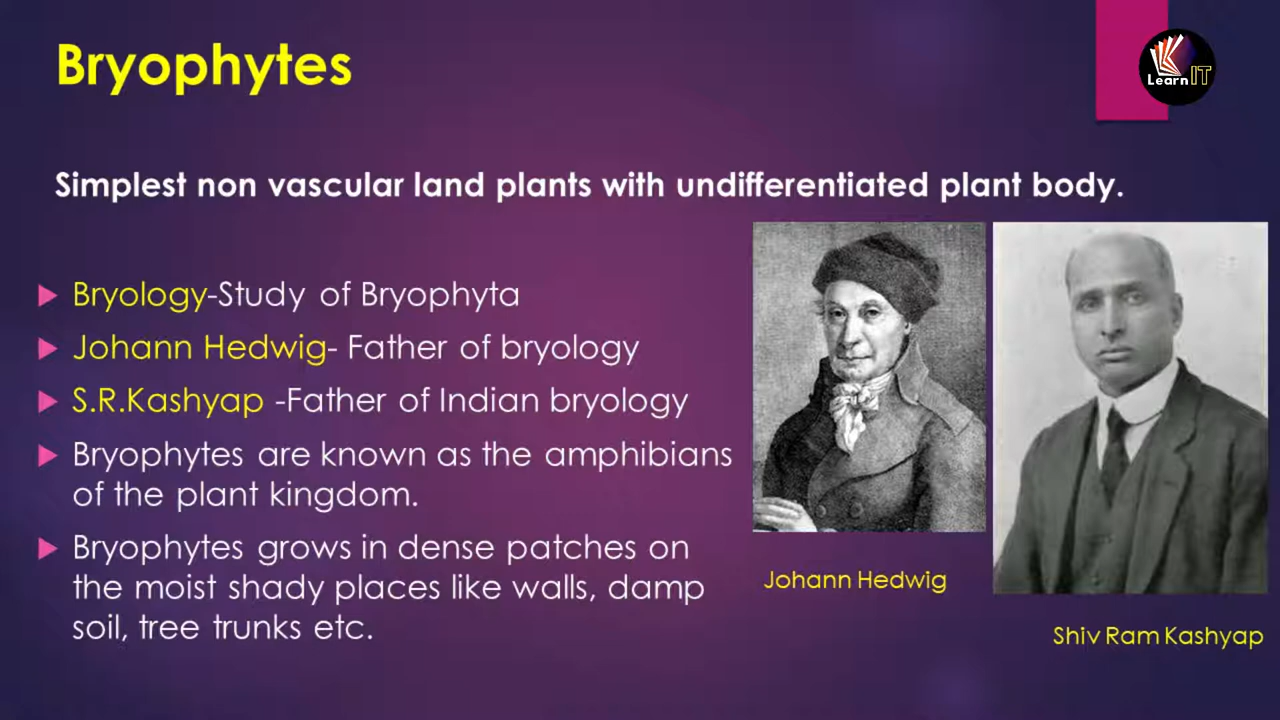 Bryophytes
Learn IT
Simplest non vascular land plants with undifferentiated plant body.
Bryology-Study of Bryophyta
Johann Hedwig- Father of bryology
S.R.Kashyap -Father of Indian bryology
Bryophytes are known as the amphibians
of the plant kingdom.
Bryophytes grows in dense patches on
the moist shady places like walls, damp
soil, tree trunks etc.
Johann Hedwig
Shiv Ram Kashyap